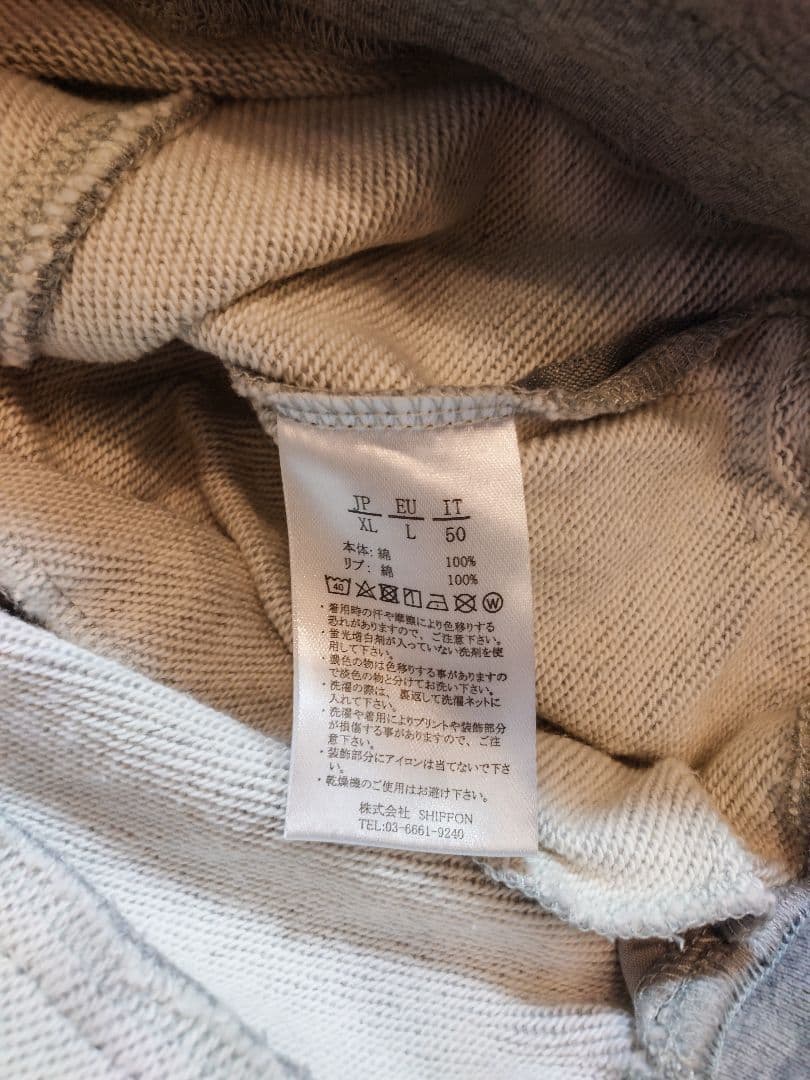 JP EU IT
XL L 50
本体: 綿 100%
リブ: 綿 100%
40 W
・着用時の汗や摩擦により色移りする
恐れがありますので、ご注意下さい。
・蛍光増白剤が入っていない洗剤を使
用して下さい。
・濃色の物は色移りする事がありますの
で淡色の物と分けてお洗い下さい。
・洗濯の際は、裏返して洗濯ネットに
入れて下さい。
・洗濯や着用によりプリントや装飾部分
が損傷する事がありますので、ご注
意下さい。
・装飾部分にアイロンは当てないで下さ
い。
・乾燥機のご使用はお避け下さい。
株式会社 SHIFFON
TEL:03-6661-9240